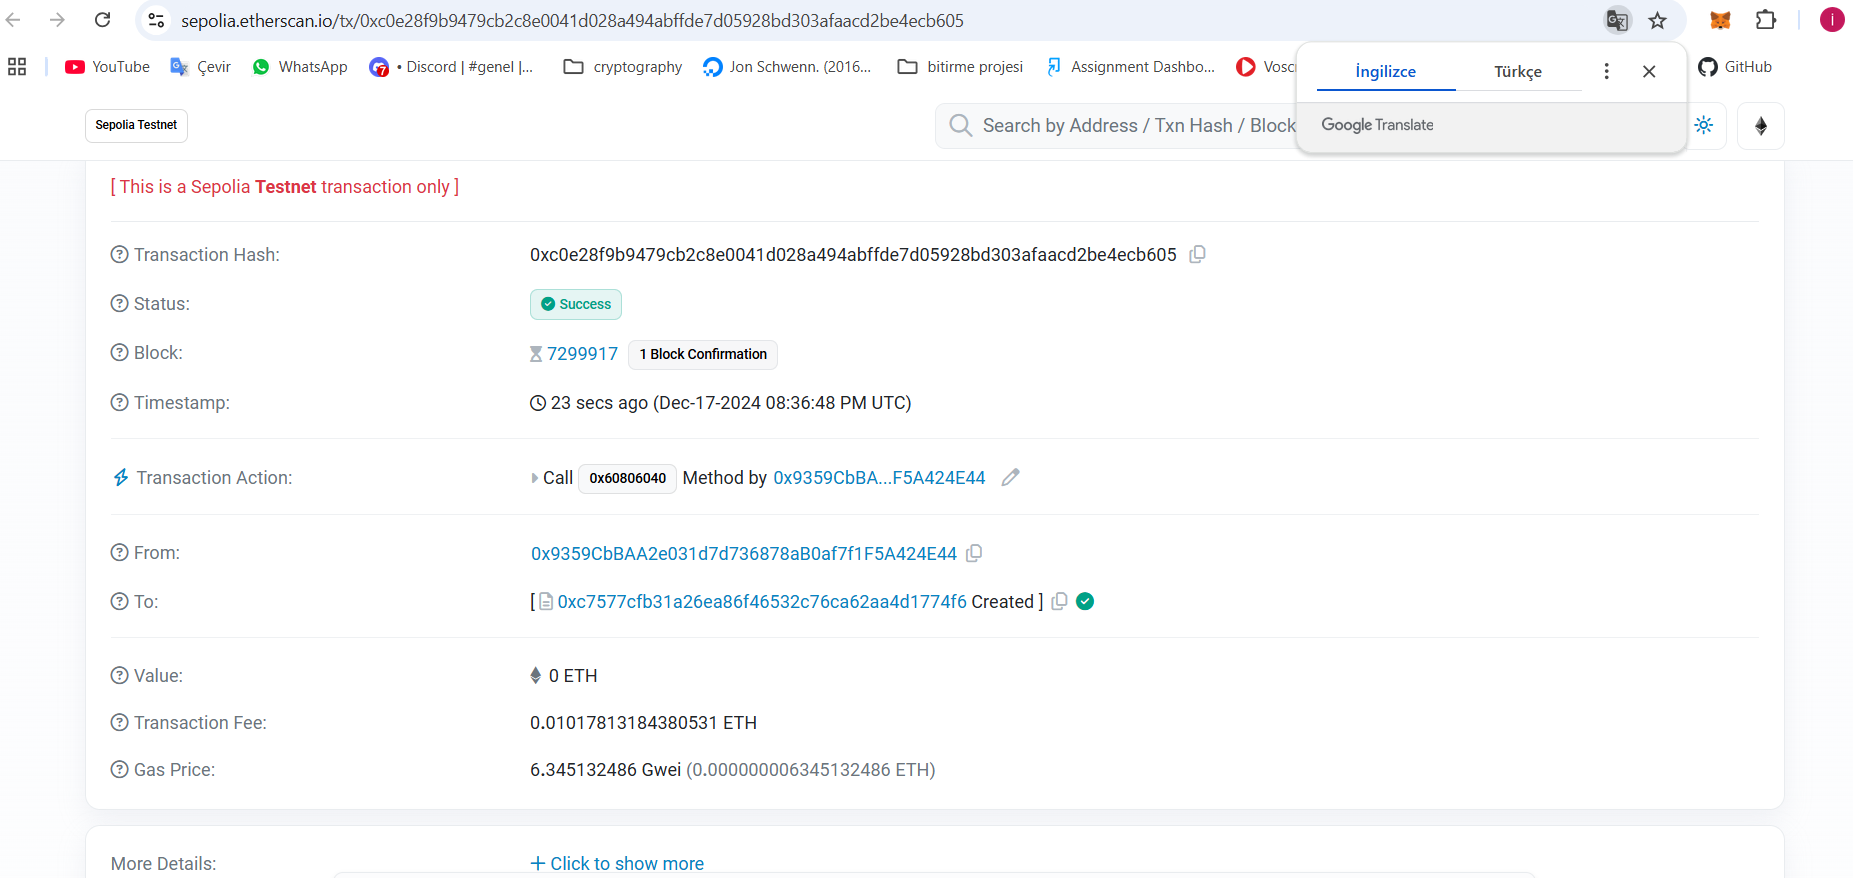 sepolia.etherscan.io/tx/0xc0e28f9b9479cb2c8e0041d028a494abffde7d05928bd303afaacd2be4ecb605
i
YouTube
Çevir
WhatsApp
• Discord | #genel |...
cryptography
Jon Schwenn. (2016...
bitirme projesi
Assignment Dashbo...
Voscr
GitHub
İngilizce
Türkçe
Google Translate
Sepolia Testnet
Search by Address / Txn Hash / Block
[ This is a Sepolia Testnet transaction only ]
Transaction Hash: 0xc0e28f9b9479cb2c8e0041d028a494abffde7d05928bd303afaacd2be4ecb605
Status: Success
Block: 7299917 1 Block Confirmation
Timestamp: 23 secs ago (Dec-17-2024 08:36:48 PM UTC)
Transaction Action: Call 0x60806040 Method by 0x9359CbBA...F5A424E44
From: 0x9359CbBAA2e031d7d736878aB0af7f1F5A424E44
To: [ 0xc7577cfb31a26ea86f46532c76ca62aa4d1774f6 Created ]
Value: 0 ETH
Transaction Fee: 0.01017813184380531 ETH
Gas Price: 6.345132486 Gwei (0.000000006345132486 ETH)
More Details: + Click to show more